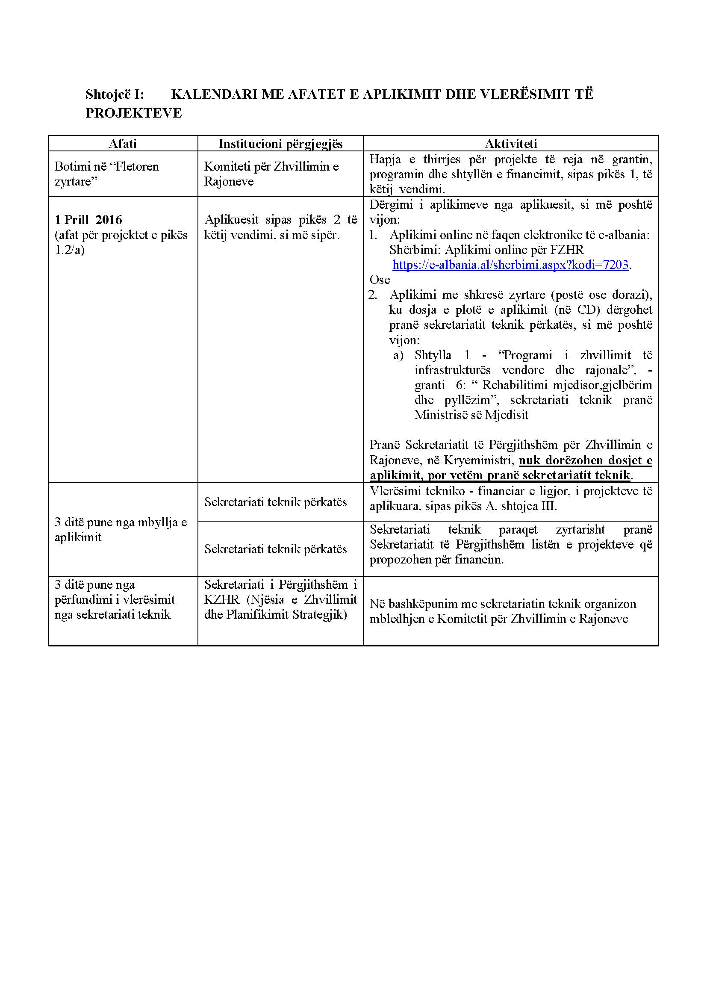 Shtojcë I: KALENDARI ME AFATET E APLIKIMIT DHE VLERËSIMIT TË
PROJEKTEVE
Afati Institucioni përgjegjës Aktiviteti
Botimi në “Fletoren
zyrtare”
Komiteti për Zhvillimin e
Rajoneve
Hapja e thirrjes për projekte të reja në grantin,
programin dhe shtyllën e financimit, sipas pikës 1, të
këtij vendimi.
1 Prill 2016
(afat për projektet e pikës
1.2/a)
Aplikuesit sipas pikës 2 të
këtij vendimi, si më sipër.
Dërgimi i aplikimeve nga aplikuesit, si më poshtë
vijon:
1. Aplikimi online në faqen elektronike të e-albania:
Shërbimi: Aplikimi online për FZHR
https://e-albania.al/sherbimi.aspx?kodi=7203.
Ose
2. Aplikimi me shkresë zyrtare (postë ose dorazi),
ku dosja e plotë e aplikimit (në CD) dërgohet
pranë sekretariatit teknik përkatës, si më poshtë
vijon:
a) Shtylla 1 - “Programi i zhvillimit të
infrastrukturës vendore dhe rajonale”, -
granti 6: “ Rehabilitimi mjedisor,gjelbërim
dhe pyllëzim”, sekretariati teknik pranë
Ministrisë së Mjedisit
Pranë Sekretariatit të Përgjithshëm për Zhvillimin e
Rajoneve, në Kryeministri, nuk dorëzohen dosjet e
aplikimit, por vetëm pranë sekretariatit teknik.
3 ditë pune nga mbyllja e
aplikimit
Sekretariati teknik përkatës
Vlerësimi tekniko - financiar e ligjor, i projekteve të
aplikuara, sipas pikës A, shtojca III.
Sekretariati teknik përkatës
Sekretariati teknik paraqet zyrtarisht pranë
Sekretariatit të Përgjithshëm listën e projekteve që
propozohen për financim.
3 ditë pune nga
përfundimi i vlerësimit
nga sekretariati teknik
Sekretariati i Përgjithshëm i
KZHR (Njësia e Zhvillimit
dhe Planifikimit Strategjik)
Në bashkëpunim me sekretariatin teknik organizon
mbledhjen e Komitetit për Zhvillimin e Rajoneve